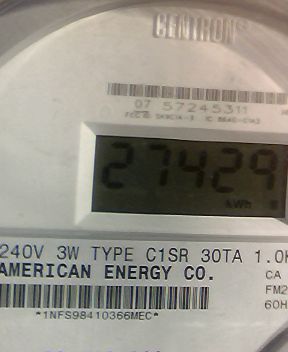 CENTRON
07 57245311
27429
kWh
240V 3W TYPE C1SR 30TA 1.0K
AMERICAN ENERGY CO.
CA
FM2
60H
*1NFS98410366MEC*